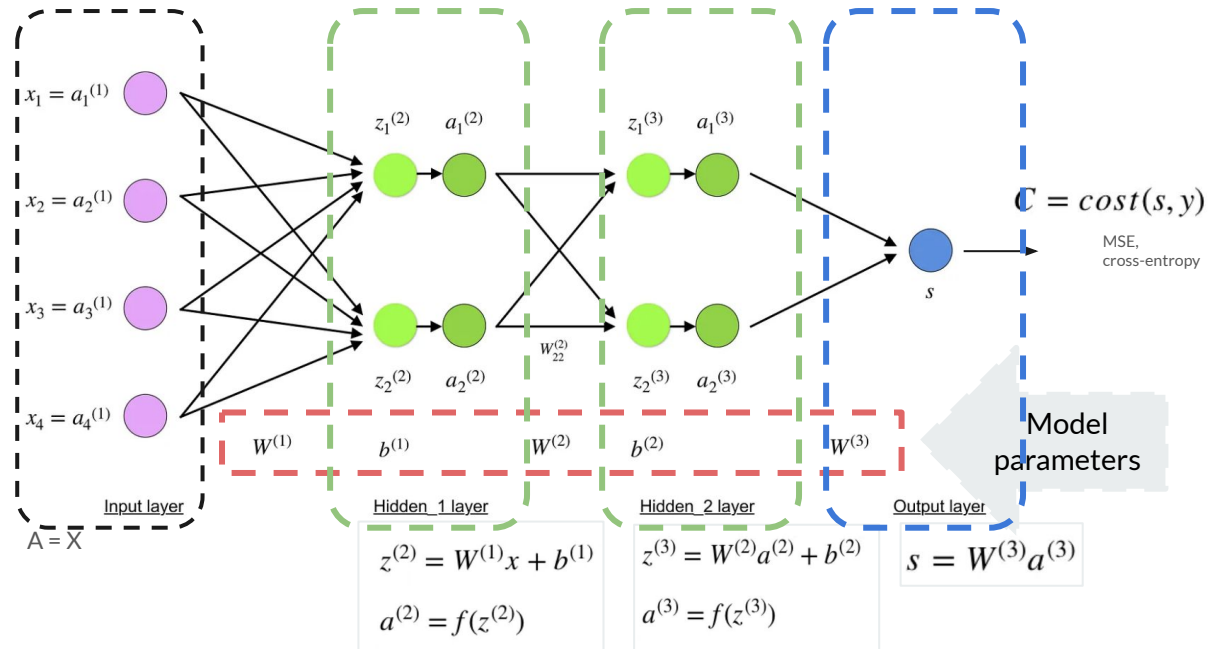 x₁ = a₁⁽¹⁾
x₂ = a₂⁽¹⁾
x₃ = a₃⁽¹⁾
x₄ = a₄⁽¹⁾
z₁⁽²⁾ a₁⁽²⁾
z₁⁽³⁾ a₁⁽³⁾
z₂⁽²⁾ a₂⁽²⁾
W₂₂⁽²⁾
z₂⁽³⁾ a₂⁽³⁾
s
C = cost(s, y)
MSE,
cross-entropy
W⁽¹⁾ b⁽¹⁾ W⁽²⁾ b⁽²⁾ W⁽³⁾
Model
parameters
Input layer
Hidden_1 layer
Hidden_2 layer
Output layer
A = X
z⁽²⁾ = W⁽¹⁾x + b⁽¹⁾
a⁽²⁾ = f(z⁽²⁾)
z⁽³⁾ = W⁽²⁾a⁽²⁾ + b⁽²⁾
a⁽³⁾ = f(z⁽³⁾)
s = W⁽³⁾a⁽³⁾